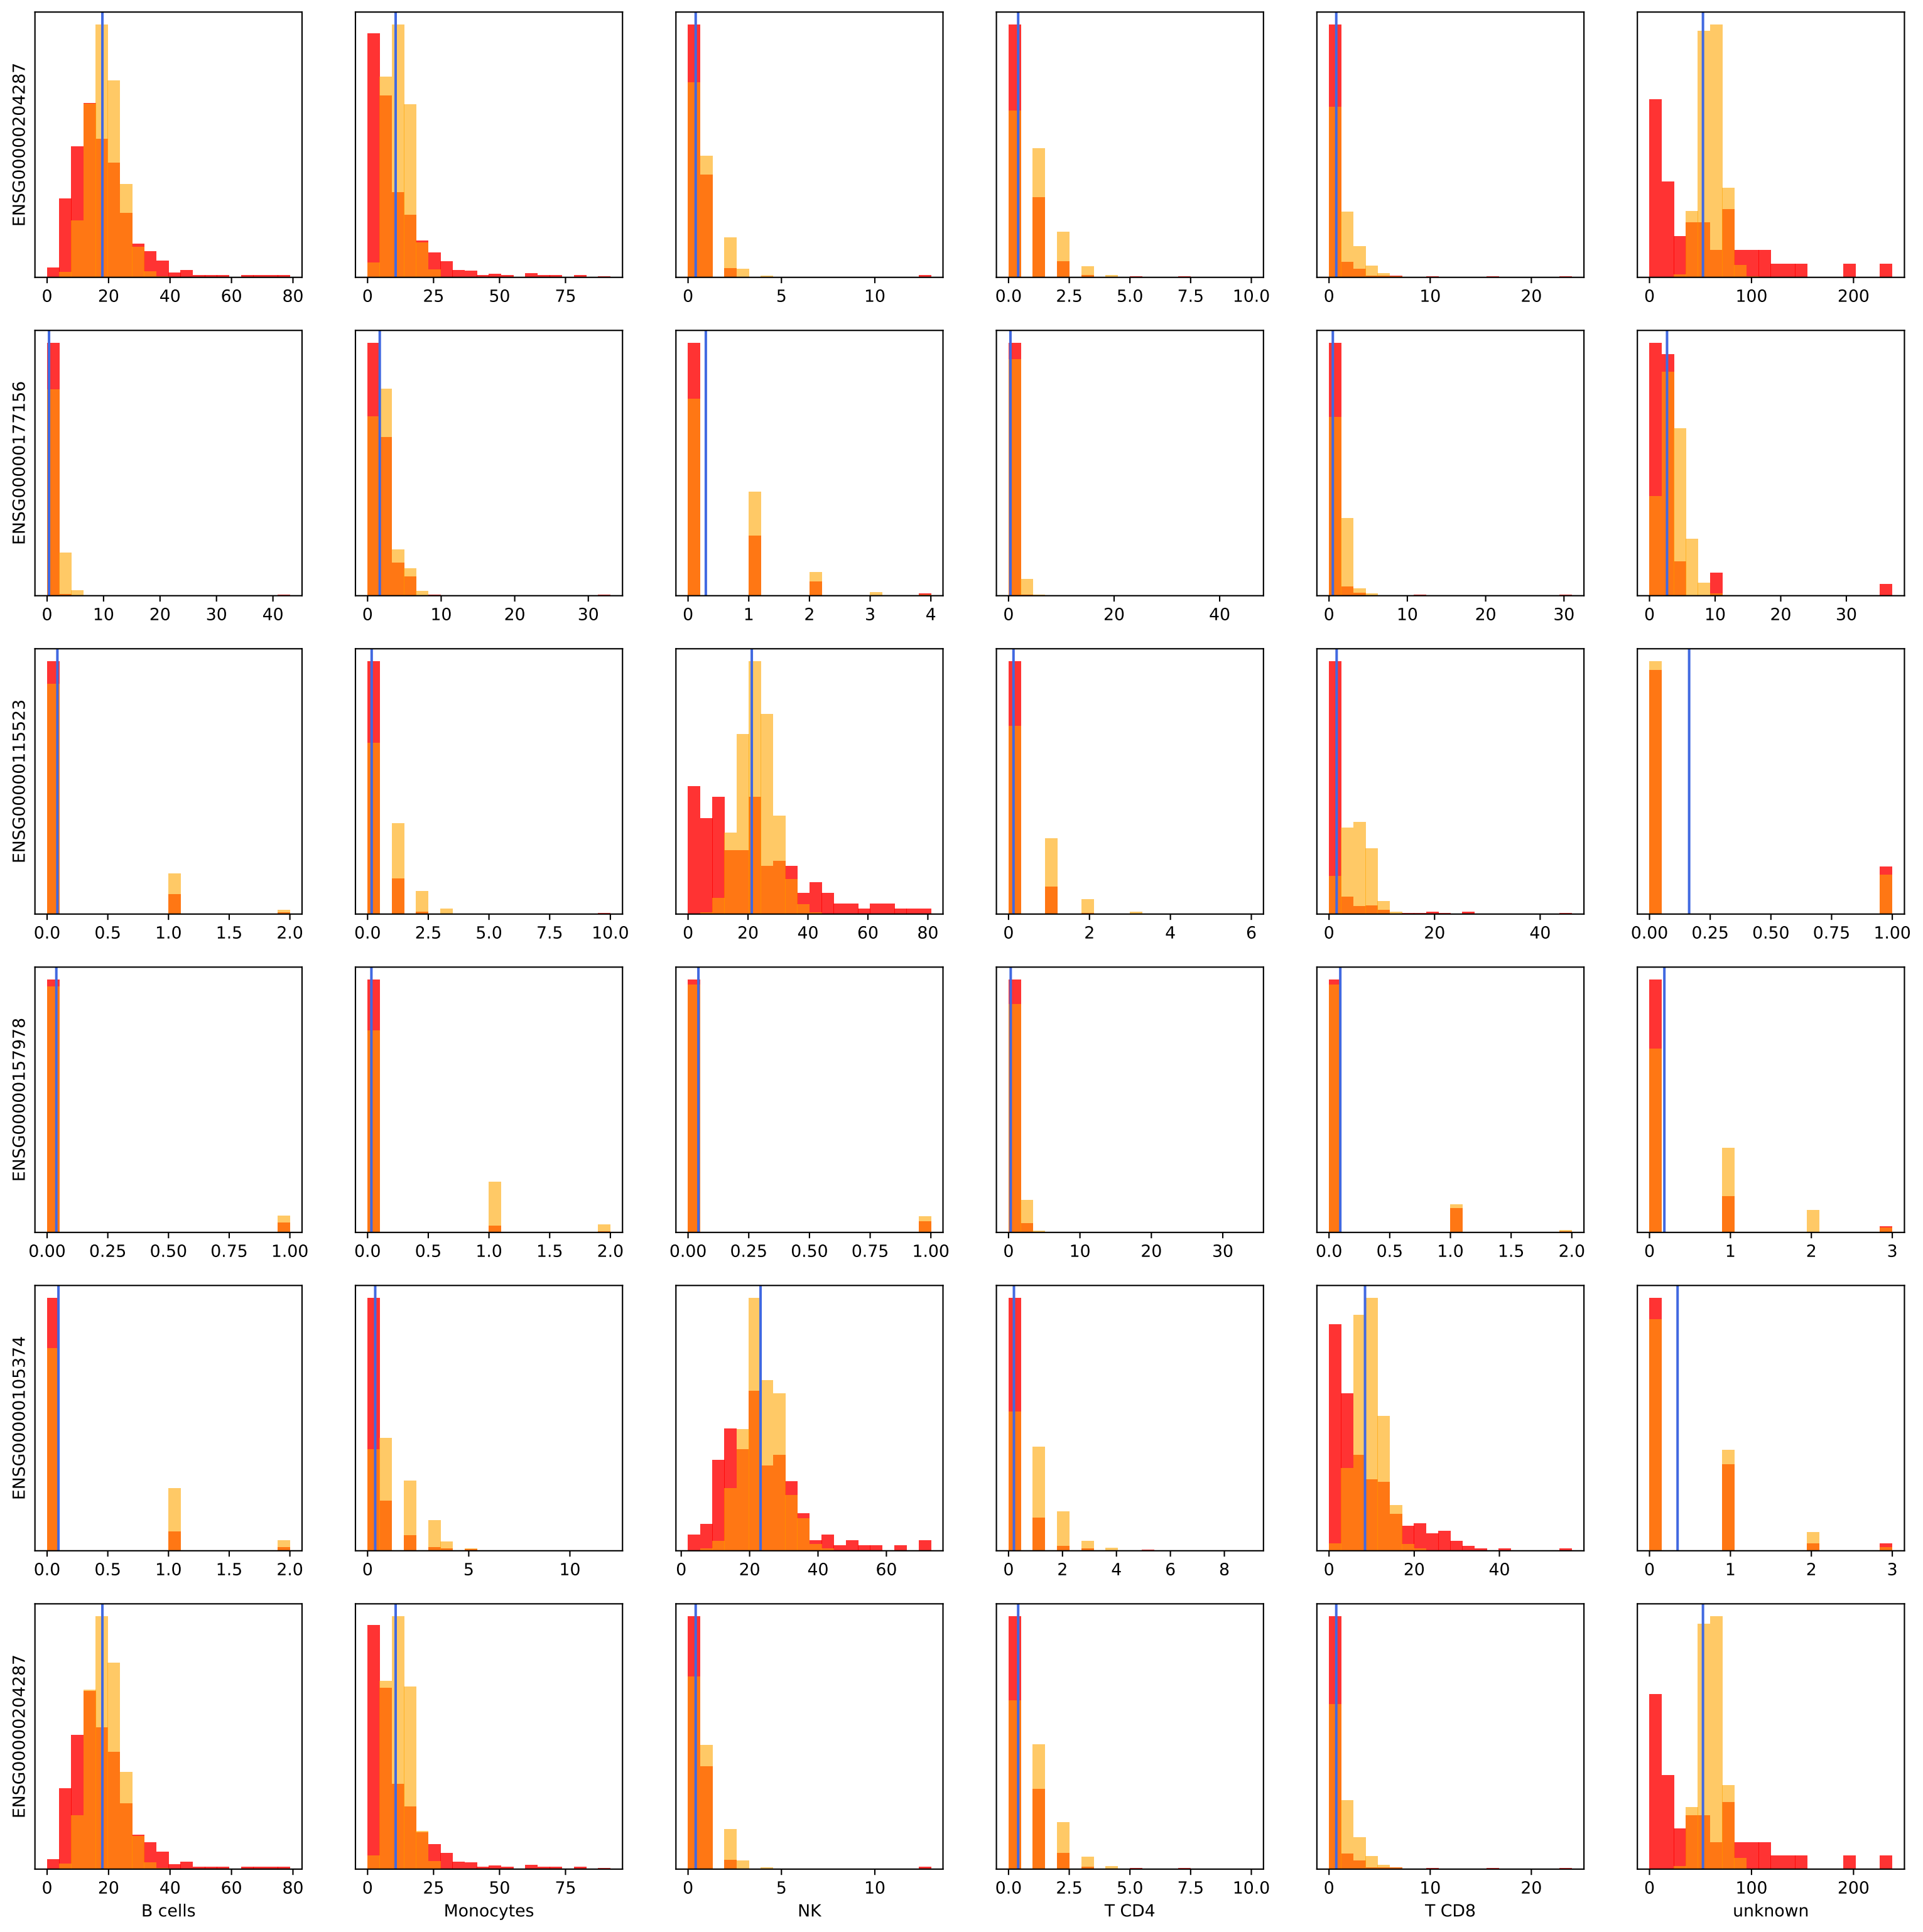 ENSG00000204287
0 20 40 60 80
0 25 50 75
0 5 10
0.0 2.5 5.0 7.5 10.0
0 10 20
0 100 200
ENSG00000177156
0 10 20 30 40
0 10 20 30
0 1 2 3 4
0 20 40
0 10 20 30
0 10 20 30
ENSG00000115523
0.0 0.5 1.0 1.5 2.0
0.0 2.5 5.0 7.5 10.0
0 20 40 60 80
0 2 4 6
0 20 40
0.00 0.25 0.50 0.75 1.00
ENSG00000157978
0.00 0.25 0.50 0.75 1.00
0.0 0.5 1.0 1.5 2.0
0.00 0.25 0.50 0.75 1.00
0 10 20 30
0.0 0.5 1.0 1.5 2.0
0 1 2 3
ENSG00000105374
0.0 0.5 1.0 1.5 2.0
0 5 10
0 20 40 60
0 2 4 6 8
0 20 40
0 1 2 3
ENSG00000204287
0 20 40 60 80
0 25 50 75
0 5 10
0.0 2.5 5.0 7.5 10.0
0 10 20
0 100 200
B cells
Monocytes
NK
T CD4
T CD8
unknown